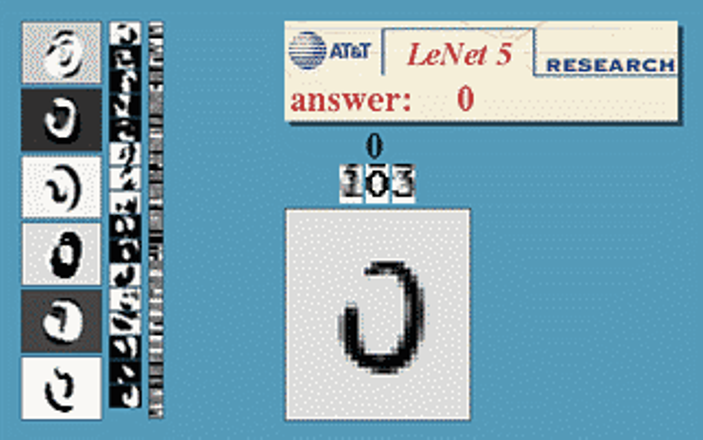 AT&T LeNet 5 RESEARCH
answer: 0
0
103